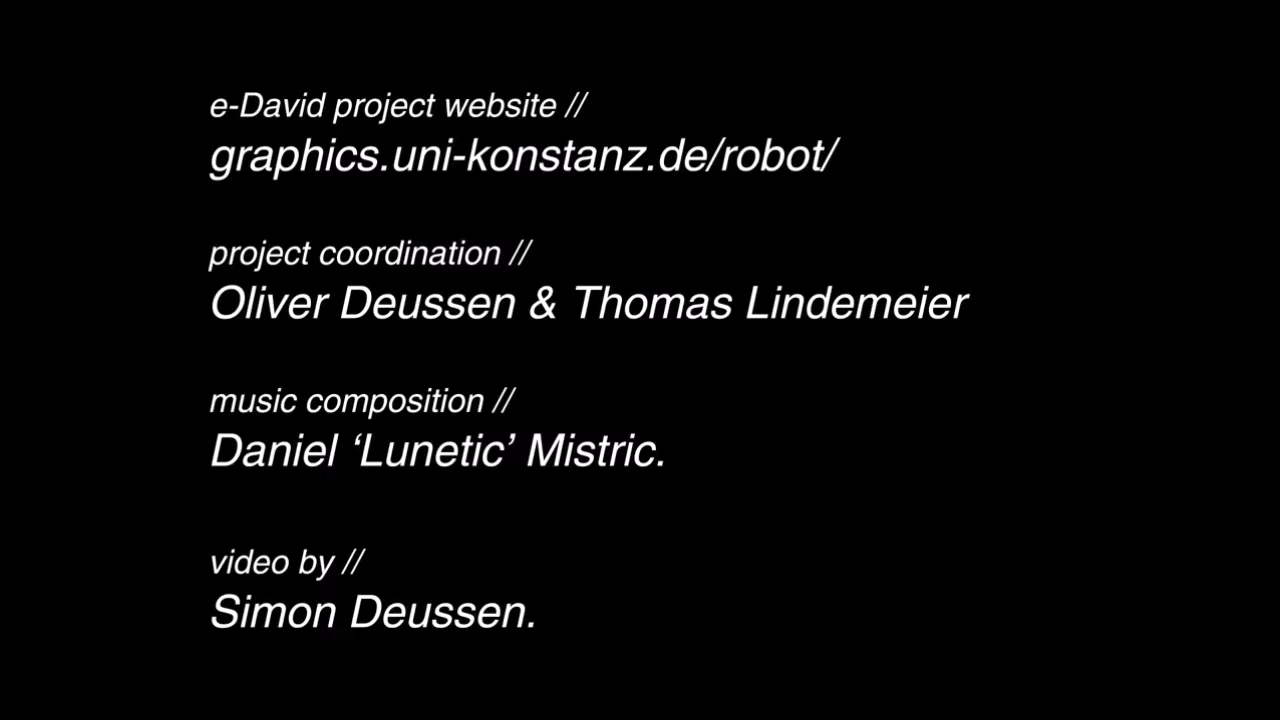 e-David project website //
graphics.uni-konstanz.de/robot/
project coordination //
Oliver Deussen & Thomas Lindemeier
music composition //
Daniel ‘Lunetic’ Mistric.
video by //
Simon Deussen.